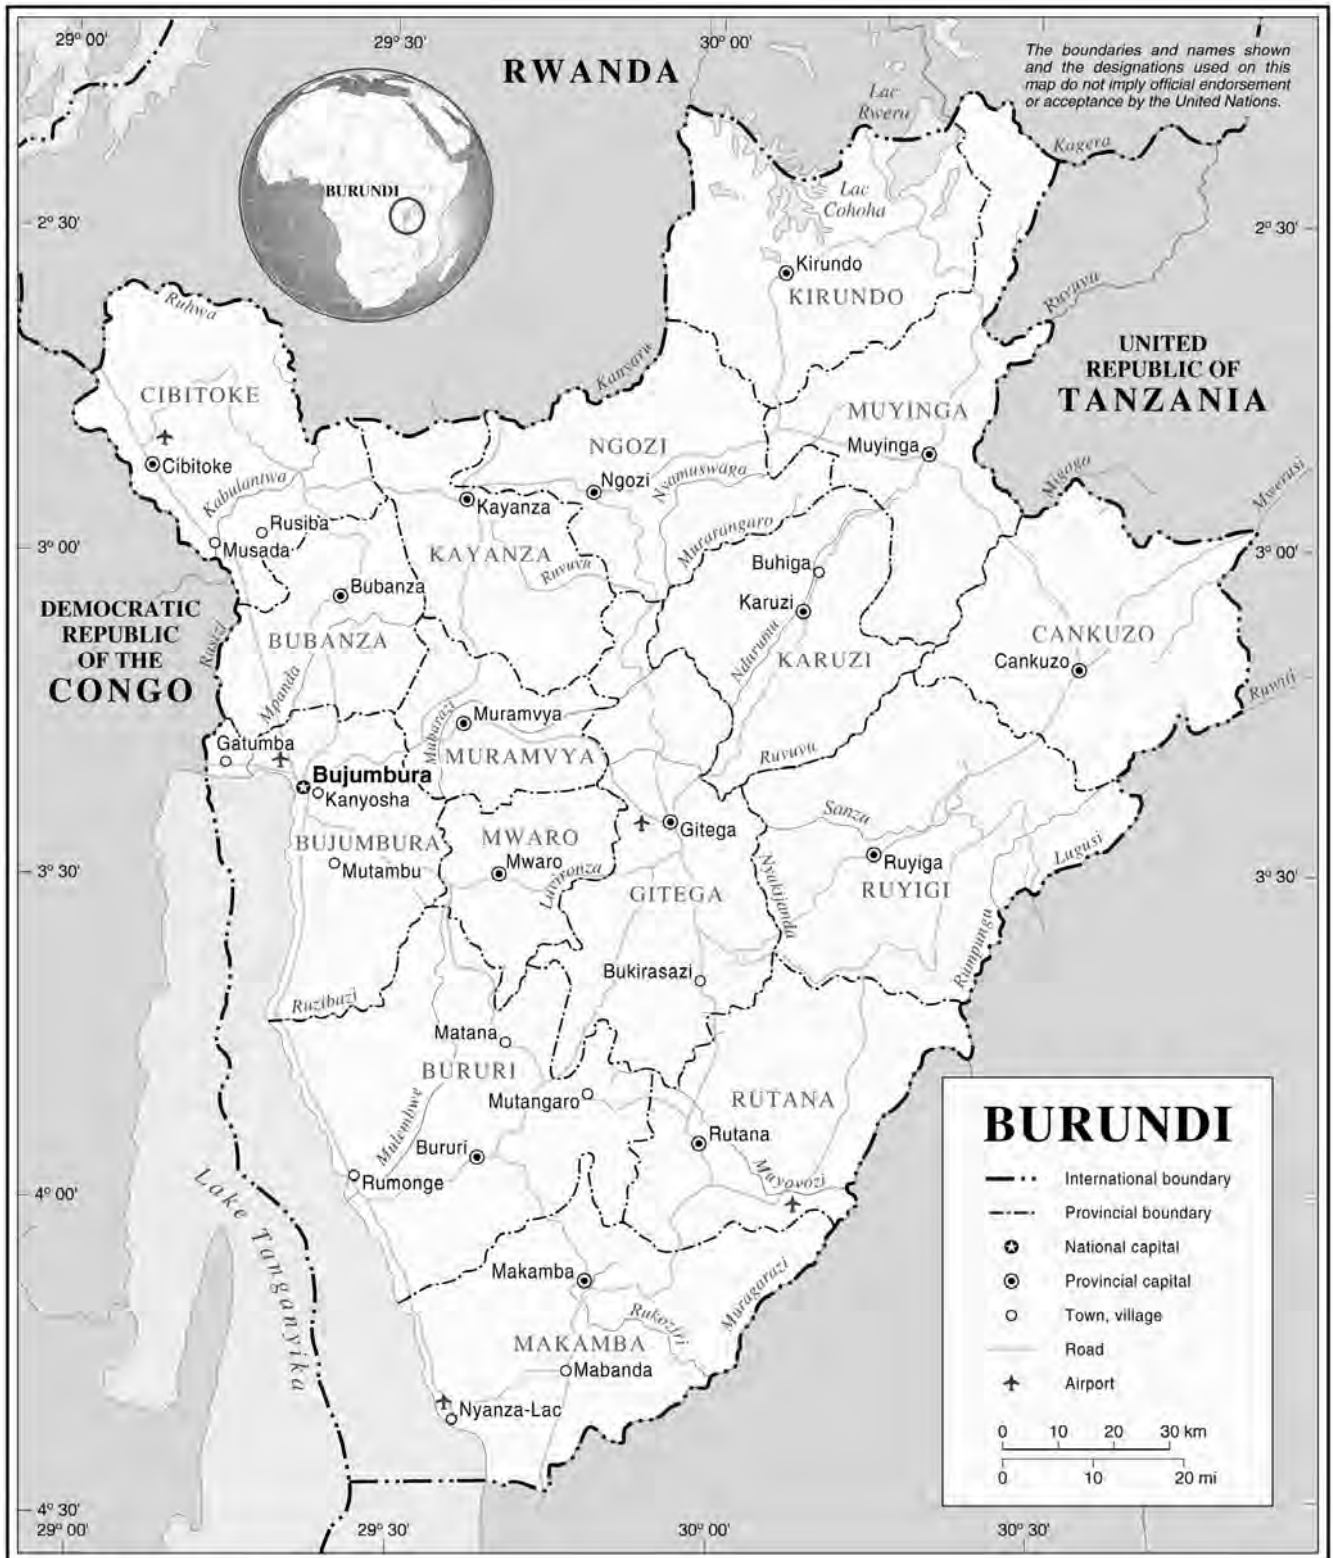 29° 00'
29° 30'
30° 00'
The boundaries and names shown
and the designations used on this
map do not imply official endorsement
or acceptance by the United Nations.
RWANDA
Lac
Rweru
Kagera
BURUNDI
Lac
Cohoha
2° 30'
2° 30'
Kirundo
KIRUNDO
Ruvuvu
Ruhwa
UNITED
REPUBLIC OF
TANZANIA
Kanyaru
CIBITOKE
MUYINGA
Muyinga
NGOZI
Cibitoke
Kabulantwa
Ngozi
Nyamuswaga
Migogo
Mwerusi
Kayanza
Rusiba
Musada
Murarangaro
3° 00'
3° 00'
KAYANZA
Ruvuvu
Buhiga
Bubanza
Karuzi
DEMOCRATIC
REPUBLIC
OF THE
CONGO
Rusizi
BUBANZA
Ndurumu
KARUZI
CANKUZO
Cankuzo
Mpanda
Ruwiti
Mubarazi
Muramvya
MURAMVYA
Gatumba
Ruvuvu
Bujumbura
Kanyosha
Sanza
Gitega
BUJUMBURA
MWARO
Mwaro
Mutambu
Luvironza
Lugusi
Ruyiga
RUYIGI
3° 30'
3° 30'
GITEGA
Nyakijanda
Rumpungu
Bukirasazi
Ruzibazi
Matana
BURURI
Mutangaro
RUTANA
Rutana
Mulembwe
Bururi
Muyovozi
Rumonge
4° 00'
Lake Tanganyika
Makamba
Muragarazi
Rukoziri
MAKAMBA
Mabanda
Nyanza-Lac
BURUNDI
International boundary
Provincial boundary
National capital
Provincial capital
Town, village
Road
Airport
0 10 20 30 km
0 10 20 mi
4° 30'
29° 00'
29° 30'
30° 00'
30° 30'